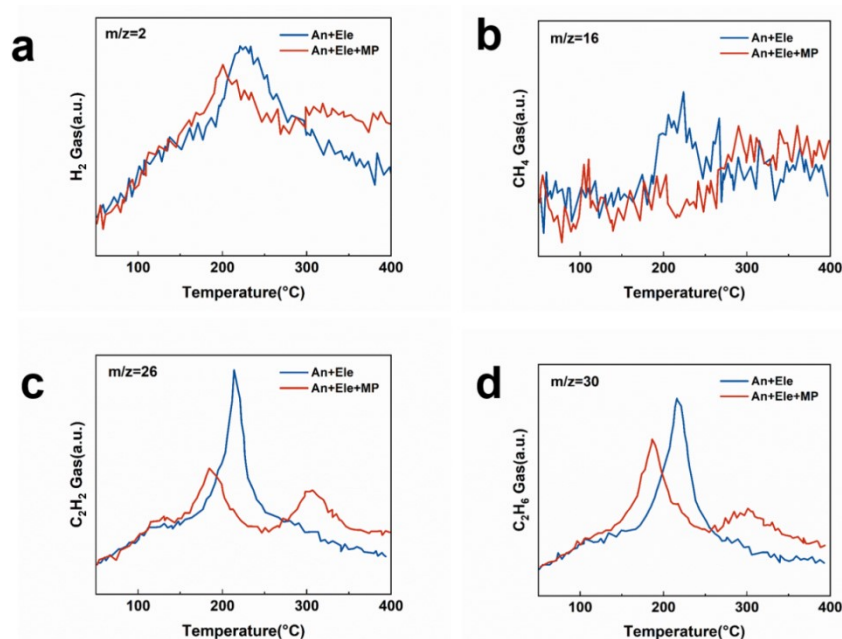 a
m/z=2
An+Ele
An+Ele+MP
H₂ Gas(a.u.)
100 200 300 400
Temperature(°C)
b
m/z=16
An+Ele
An+Ele+MP
CH₄ Gas(a.u.)
100 200 300 400
Temperature(°C)
c
m/z=26
An+Ele
An+Ele+MP
C₂H₂ Gas(a.u.)
100 200 300 400
Temperature(°C)
d
m/z=30
An+Ele
An+Ele+MP
C₂H₆ Gas(a.u.)
100 200 300 400
Temperature(°C)